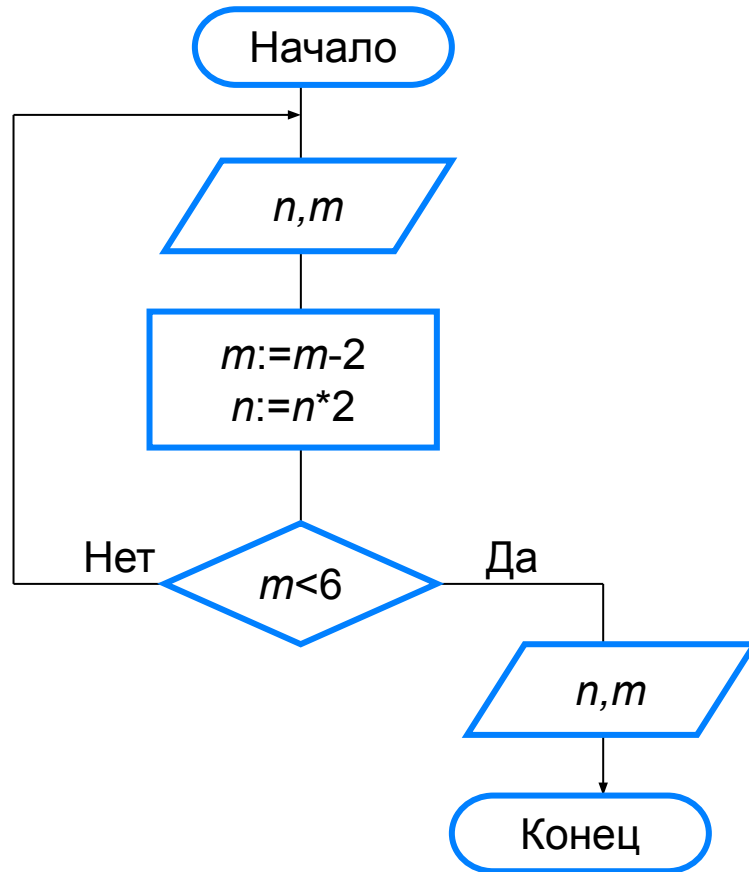 Начало
n,m
m:=m-2
n:=n*2
Нет
m<6
Да
n,m
Конец